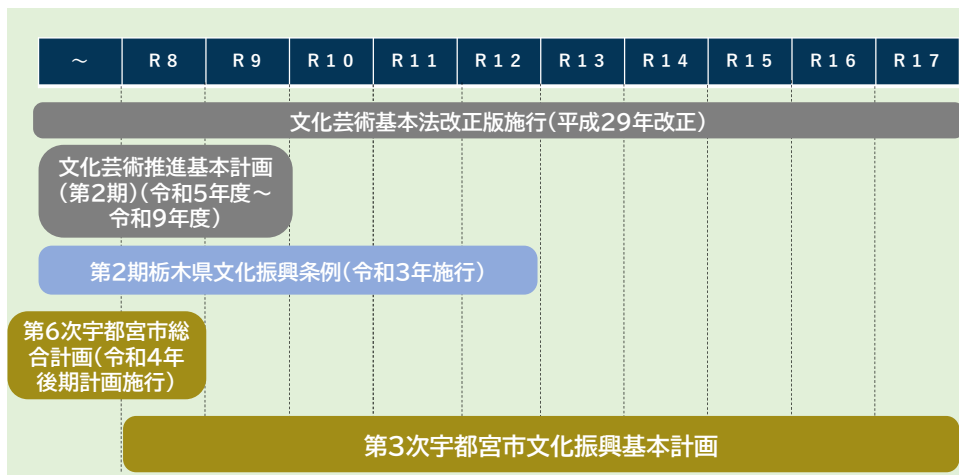 ～ R8 R9 R10 R11 R12 R13 R14 R15 R16 R17
文化芸術基本法改正版施行(平成29年改正)
文化芸術推進基本計画
(第2期)(令和5年度～
令和9年度)
第2期栃木県文化振興条例(令和3年施行)
第6次宇都宮市総
合計画(令和4年
後期計画施行)
第3次宇都宮市文化振興基本計画